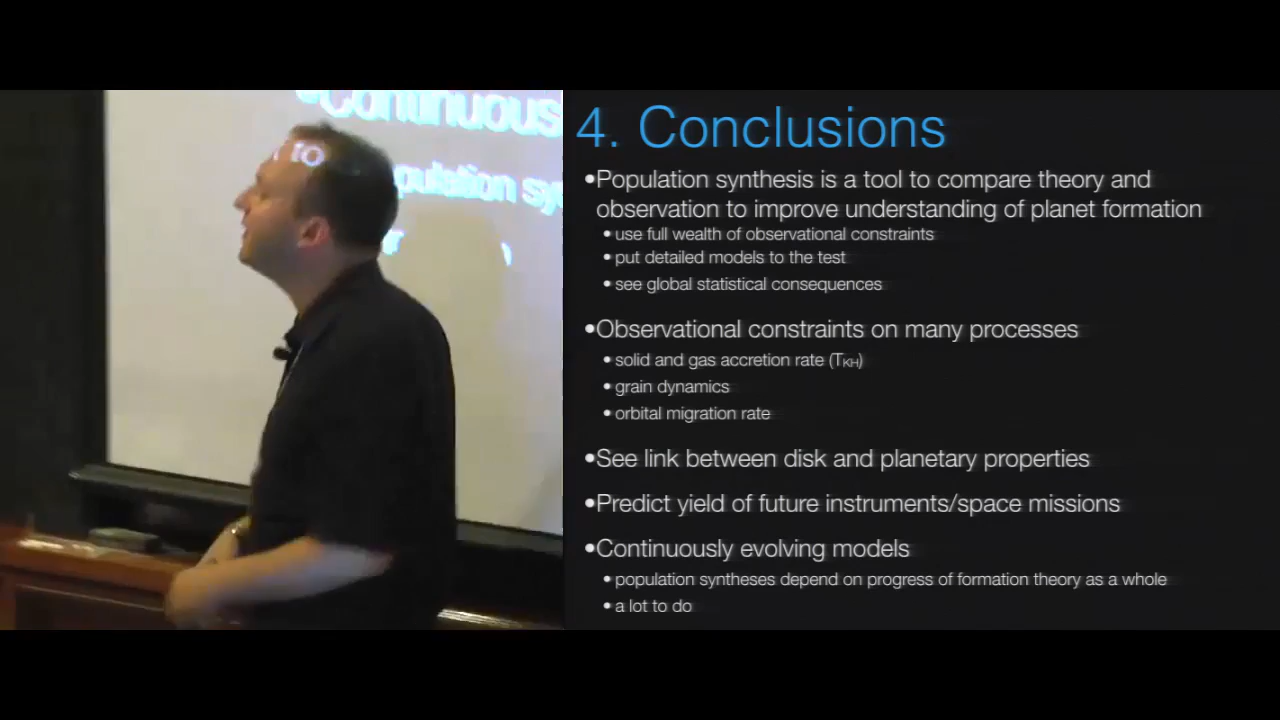 Continuous
to
pulation sy
4. Conclusions
•Population synthesis is a tool to compare theory and
observation to improve understanding of planet formation
•use full wealth of observational constraints
•put detailed models to the test
•see global statistical consequences
•Observational constraints on many processes
•solid and gas accretion rate (TKH)
•grain dynamics
•orbital migration rate
•See link between disk and planetary properties
•Predict yield of future instruments/space missions
•Continuously evolving models
•population syntheses depend on progress of formation theory as a whole
•a lot to do